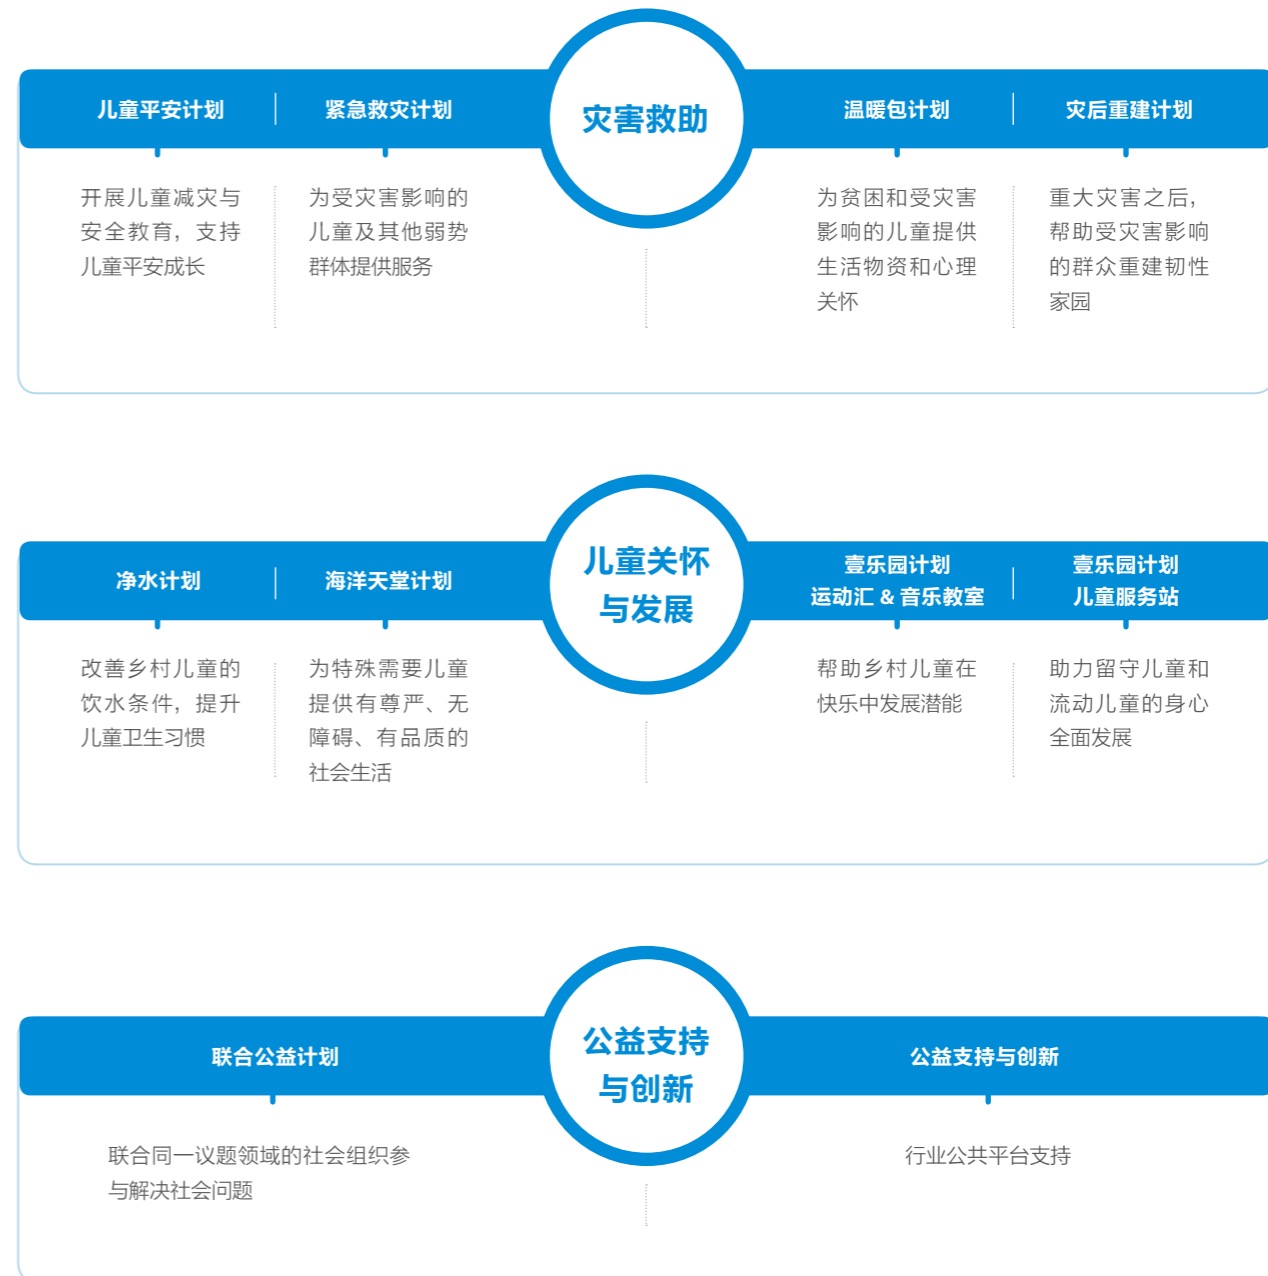 灾害救助
儿童平安计划
开展儿童减灾与
安全教育，支持
儿童平安成长
紧急救灾计划
为受灾害影响的
儿童及其他弱势
群体提供服务
温暖包计划
为贫困和受灾害
影响的儿童提供
生活物资和心理
关怀
灾后重建计划
重大灾害之后，
帮助受灾害影响
的群众重建韧性
家园
儿童关怀
与发展
净水计划
改善乡村儿童的
饮水条件，提升
儿童卫生习惯
海洋天堂计划
为特殊需要儿童
提供有尊严、无
障碍、有品质的
社会生活
壹乐园计划
运动汇 & 音乐教室
帮助乡村儿童在
快乐中发展潜能
壹乐园计划
儿童服务站
助力留守儿童和
流动儿童的身心
全面发展
公益支持
与创新
联合公益计划
联合同一议题领域的社会组织参
与解决社会问题
公益支持与创新
行业公共平台支持